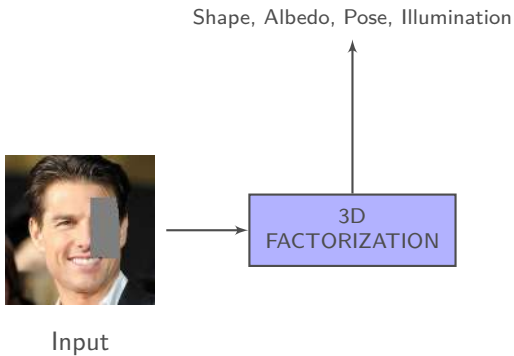 Shape, Albedo, Pose, Illumination
3D
FACTORIZATION
Input